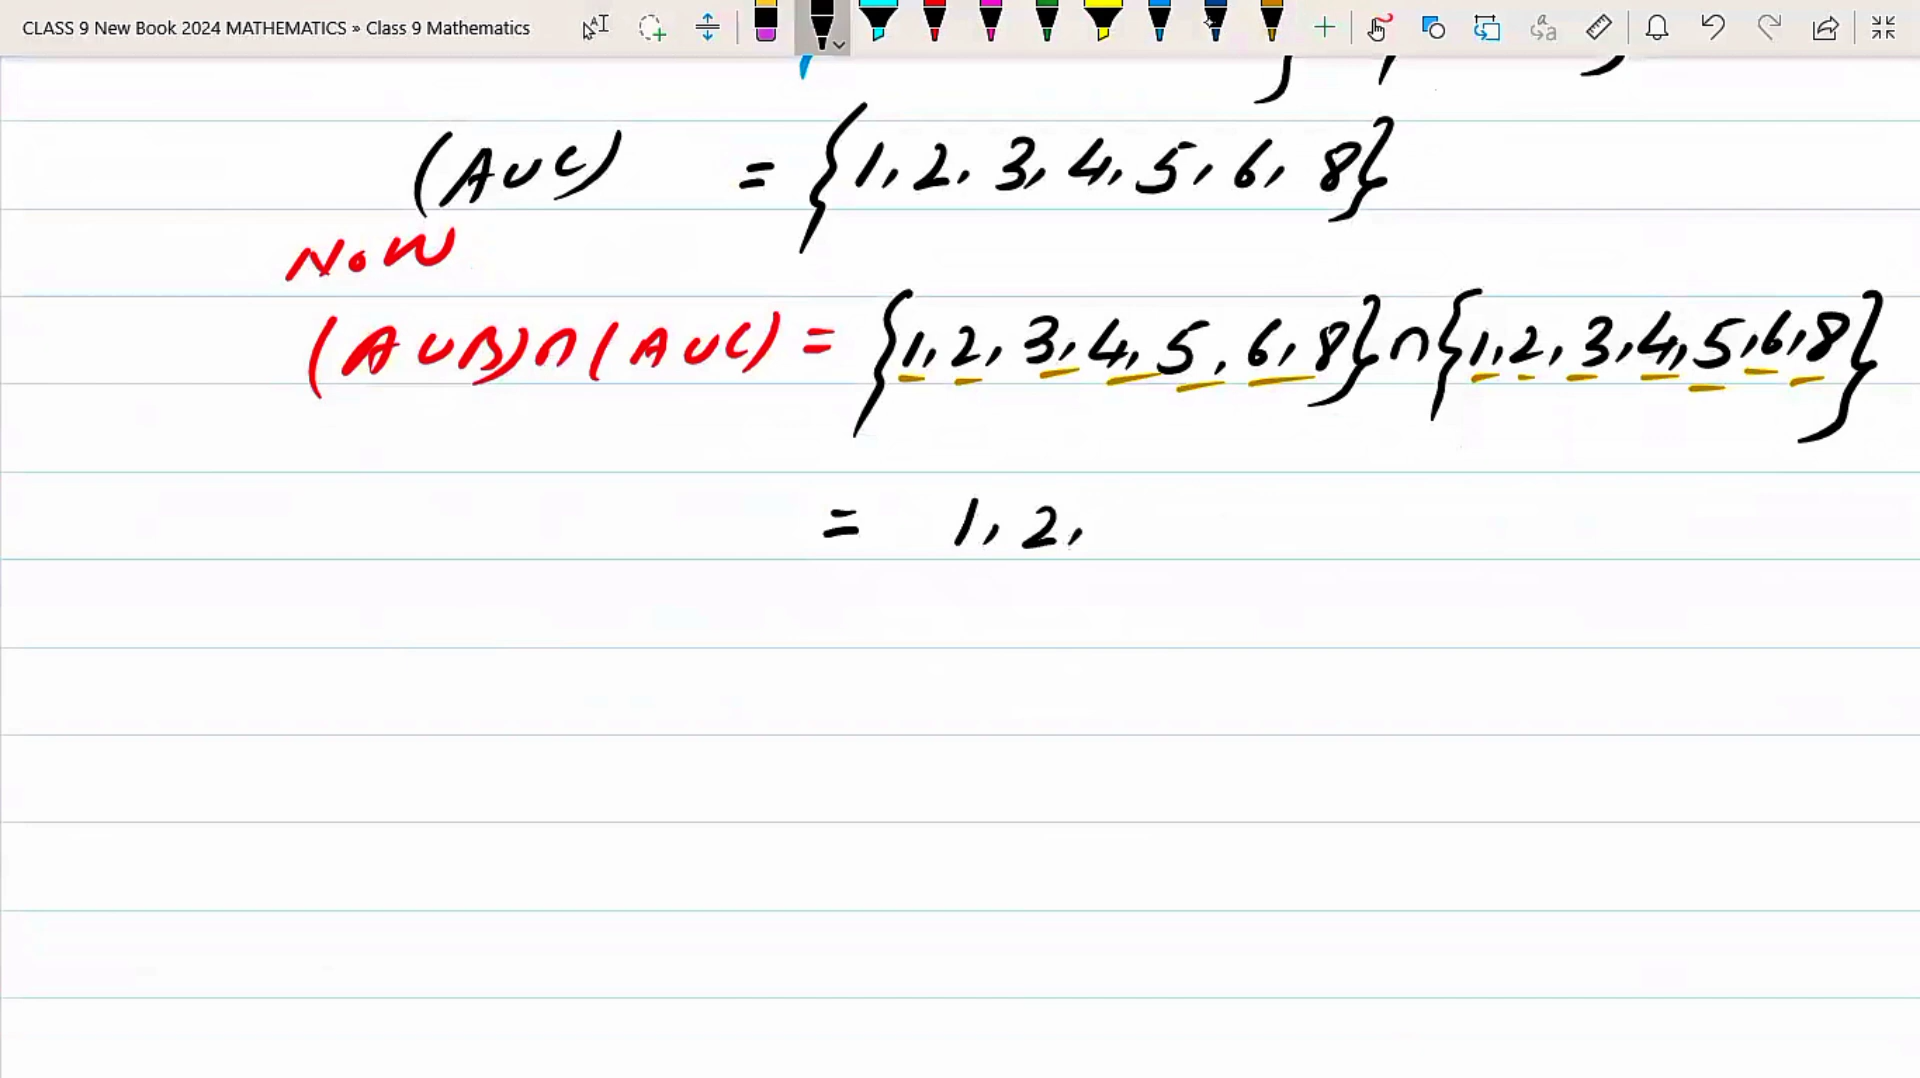 CLASS 9 New Book 2024 MATHEMATICS » Class 9 Mathematics
(A∪C) = {1, 2, 3, 4, 5, 6, 8}
NOW
(A∪B)∩(A∪C) = {1, 2, 3, 4, 5, 6, 8}∩{1, 2, 3, 4, 5, 6, 8}
= 1, 2,